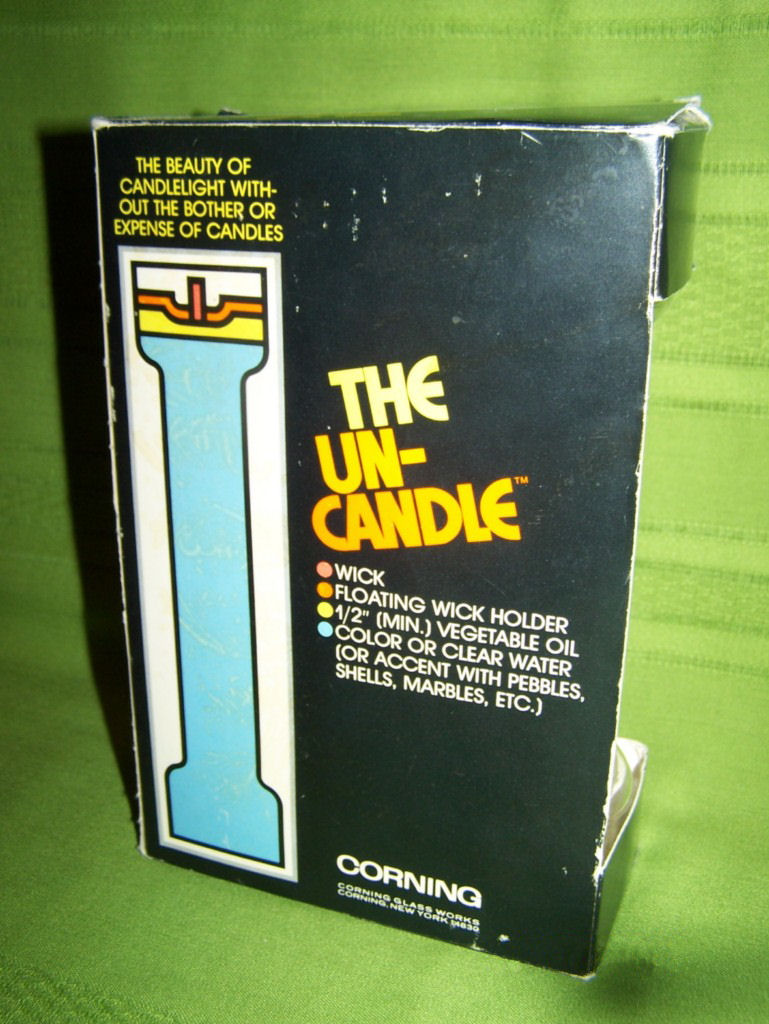 THE BEAUTY OF
CANDLELIGHT WITH-
OUT THE BOTHER OR
EXPENSE OF CANDLES
THE
UN-
CANDLE™
WICK
FLOATING WICK HOLDER
1/2" (MIN.) VEGETABLE OIL
COLOR OR CLEAR WATER
(OR ACCENT WITH PEBBLES,
SHELLS, MARBLES, ETC.)
CORNING
CORNING GLASS WORKS
CORNING, NEW YORK 14830